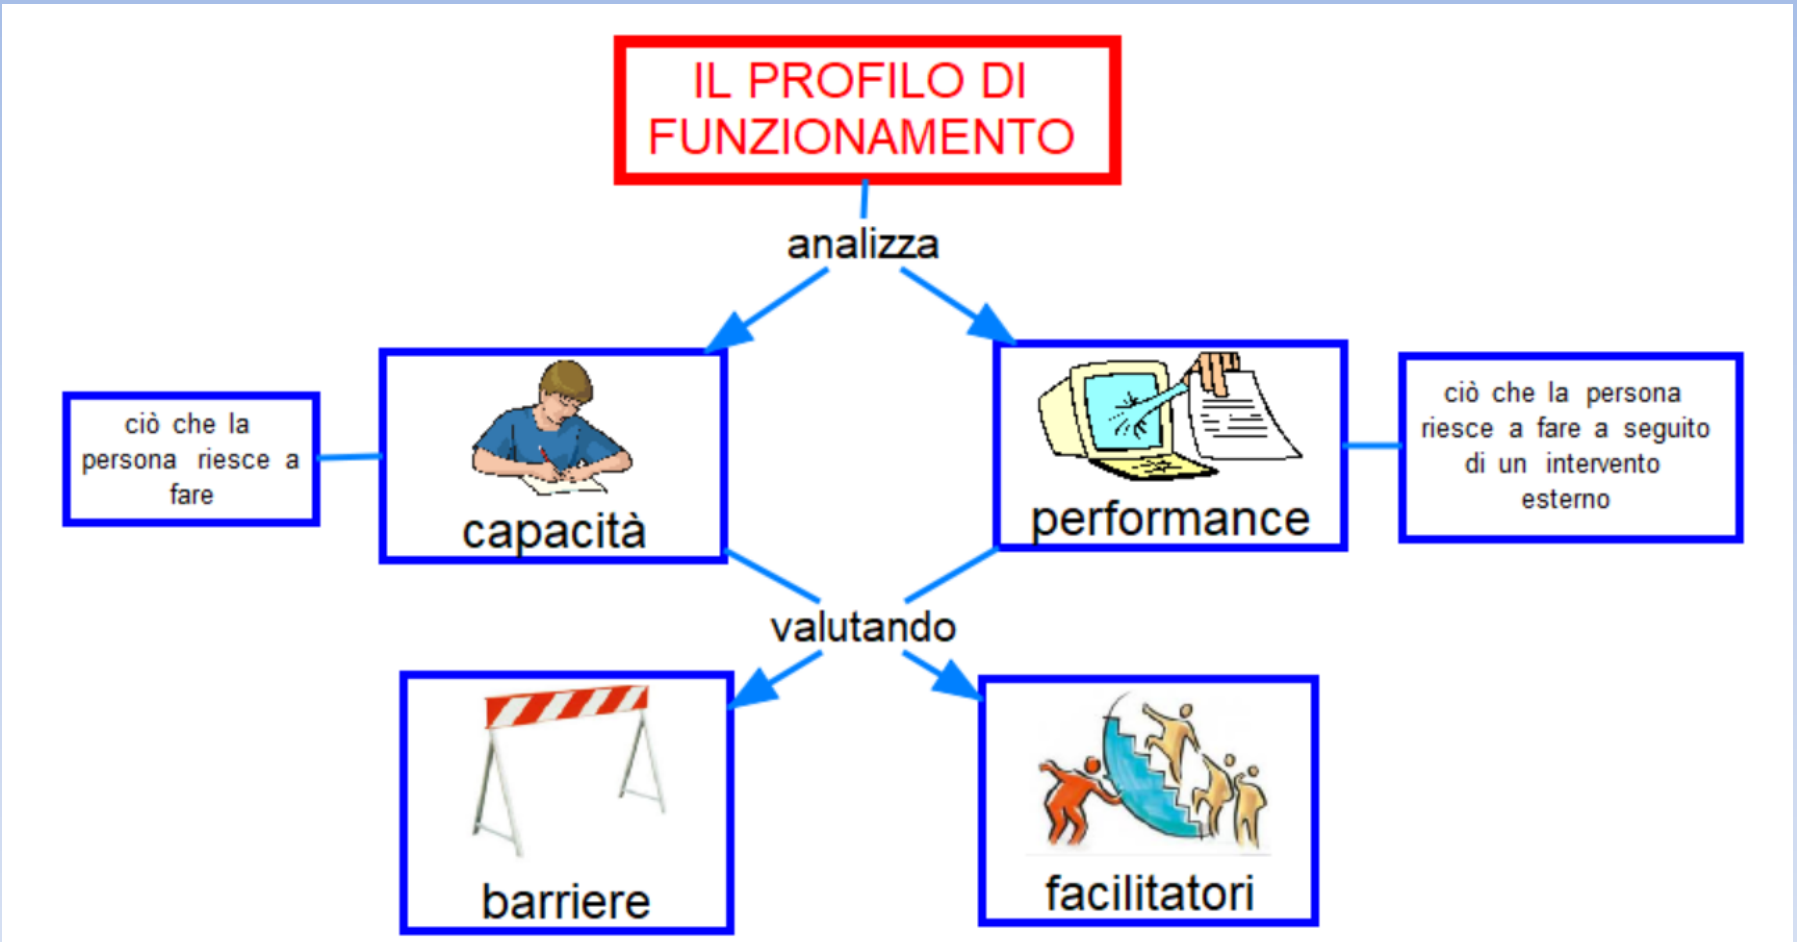 IL PROFILO DI
FUNZIONAMENTO
analizza
ciò che la
persona riesce a
fare
capacità
performance
ciò che la persona
riesce a fare a seguito
di un intervento
esterno
valutando
barriere
facilitatori